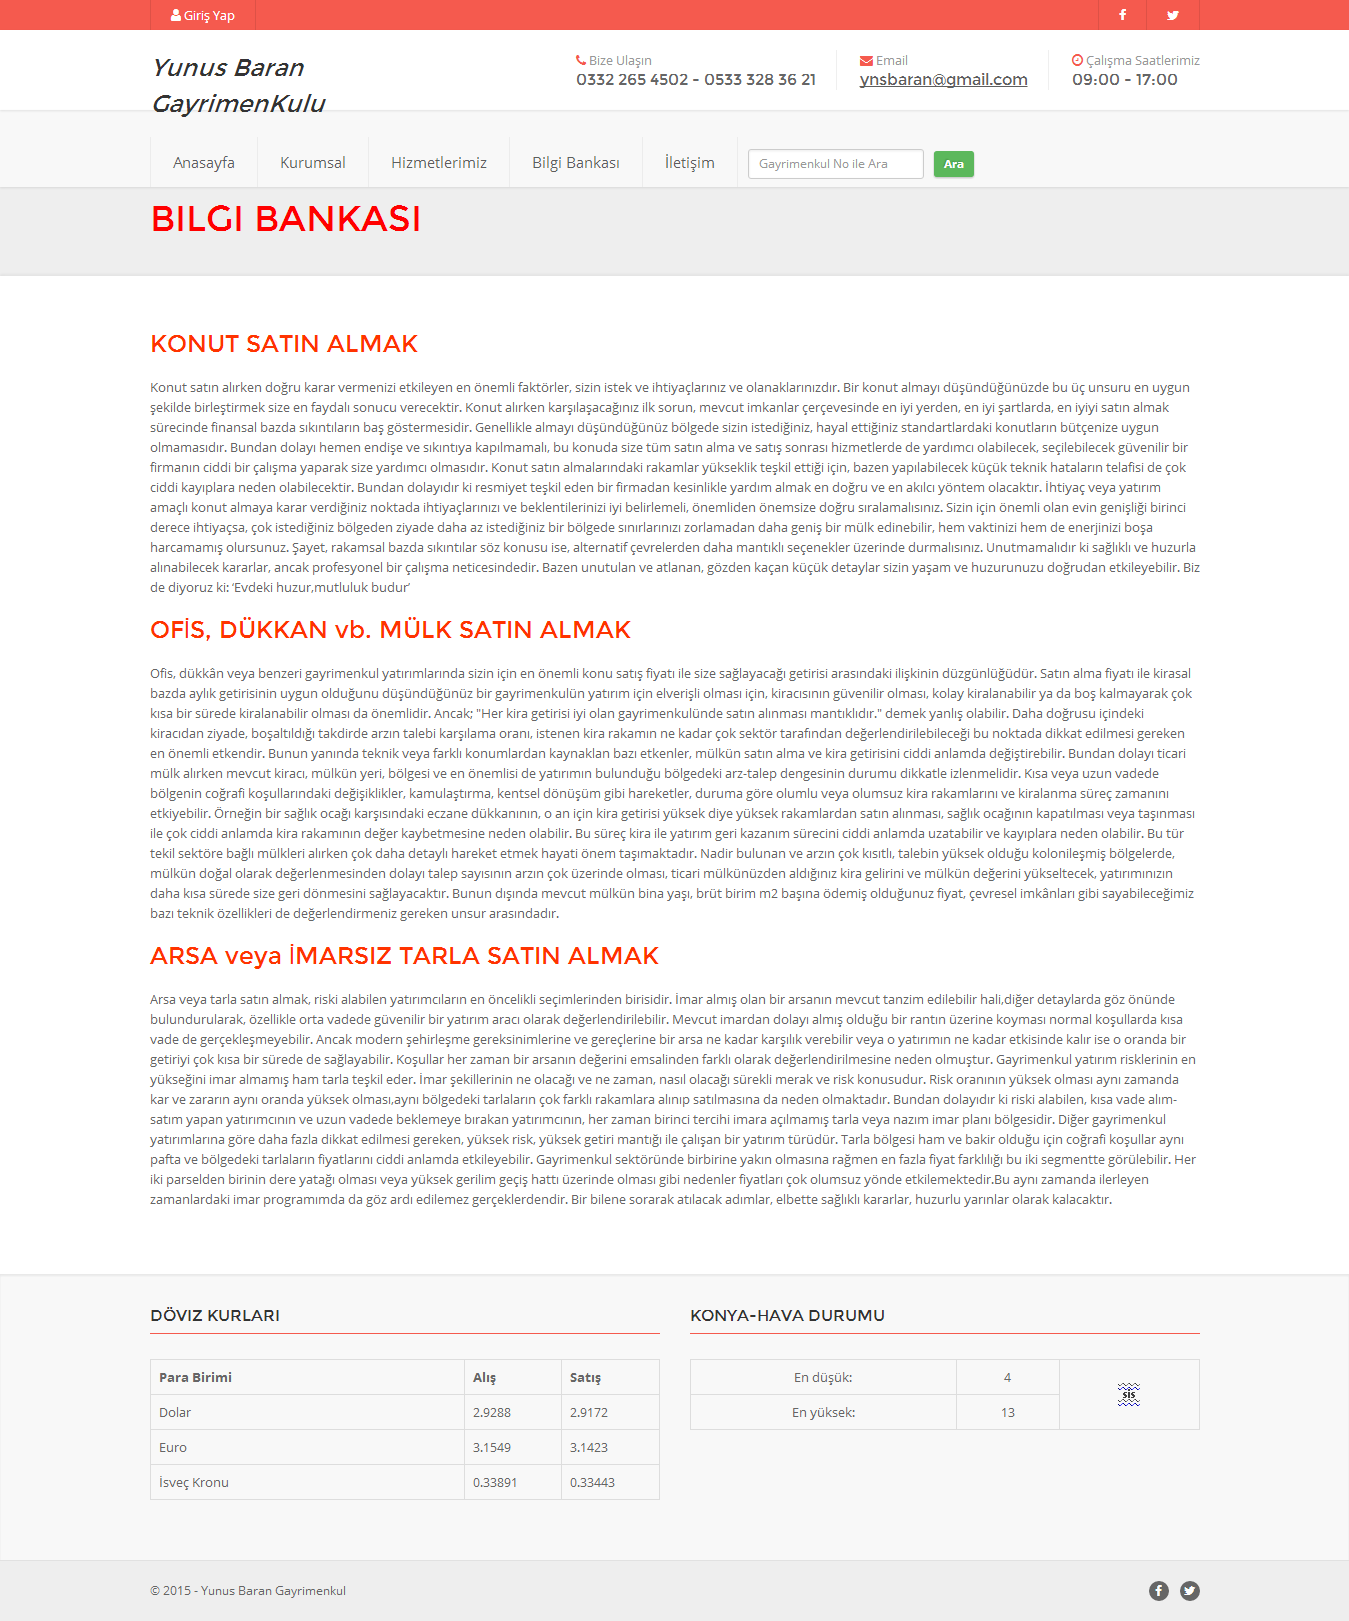 Giriş Yap
Yunus Baran
GayrimenKulu
Bize Ulaşın
0332 265 4502 - 0533 328 36 21
Email
ynsbaran@gmail.com
Çalışma Saatlerimiz
09:00 - 17:00
Anasayfa
Kurumsal
Hizmetlerimiz
Bilgi Bankası
İletişim
Gayrimenkul No ile Ara
Ara
BILGI BANKASI
KONUT SATIN ALMAK
Konut satın alırken doğru karar vermenizi etkileyen en önemli faktörler, sizin istek ve ihtiyaçlarınız ve olanaklarınızdır. Bir konut almayı düşündüğünüzde bu üç unsuru en uygun
şekilde birleştirmek size en faydalı sonucu verecektir. Konut alırken karşılaşacağınız ilk sorun, mevcut imkanlar çerçevesinde en iyi yerden, en iyi şartlarda, en iyiyi satın almak
sürecinde finansal bazda sıkıntıların baş göstermesidir. Genellikle almayı düşündüğünüz bölgede sizin istediğiniz, hayal ettiğiniz standartlardaki konutların bütçenize uygun
olmamasıdır. Bundan dolayı hemen endişe ve sıkıntıya kapılmamalı, bu konuda size tüm satın alma ve satış sonrası hizmetlerde de yardımcı olabilecek, seçilebilecek güvenilir bir
firmanın ciddi bir çalışma yaparak size yardımcı olmasıdır. Konut satın almalarındaki rakamlar yükseklik teşkil ettiği için, bazen yapılabilecek küçük teknik hataların telafisi de çok
ciddi kayıplara neden olabilecektir. Bundan dolayıdır ki resmiyet teşkil eden bir firmadan kesinlikle yardım almak en doğru ve en akılcı yöntem olacaktır. İhtiyaç veya yatırım
amaçlı konut almaya karar verdiğiniz noktada ihtiyaçlarınızı ve beklentilerinizi iyi belirlemeli, önemliden önemsize doğru sıralamalısınız. Sizin için önemli olan evin genişliği birinci
derece ihtiyaçsa, çok istediğiniz bölgeden ziyade daha az istediğiniz bir bölgede sınırlarınızı zorlamadan daha geniş bir mülk edinebilir, hem vaktinizi hem de enerjinizi boşa
harcamamış olursunuz. Şayet, rakamsal bazda sıkıntılar söz konusu ise, alternatif çevrelerden daha mantıklı seçenekler üzerinde durmalısınız. Unutmamalıdır ki sağlıklı ve huzurla
alınabilecek kararlar, ancak profesyonel bir çalışma neticesindedir. Bazen unutulan ve atlanan, gözden kaçan küçük detaylar sizin yaşam ve huzurunuzu doğrudan etkileyebilir. Biz
de diyoruz ki: ‘Evdeki huzur,mutluluk budur’
OFİS, DÜKKAN vb. MÜLK SATIN ALMAK
Ofis, dükkân veya benzeri gayrimenkul yatırımlarında sizin için en önemli konu satış fiyatı ile size sağlayacağı getirisi arasındaki ilişkinin düzgünlüğüdür. Satın alma fiyatı ile kirasal
bazda aylık getirisinin uygun olduğunu düşündüğünüz bir gayrimenkulün yatırım için elverişli olması için, kiracısının güvenilir olması, kolay kiralanabilir ya da boş kalmayarak çok
kısa bir sürede kiralanabilir olması da önemlidir. Ancak; "Her kira getirisi iyi olan gayrimenkulünde satın alınması mantıklıdır." demek yanlış olabilir. Daha doğrusu içindeki
kiracıdan ziyade, boşaltıldığı takdirde arzın talebi karşılama oranı, istenen kira rakamın ne kadar çok sektör tarafından değerlendirilebileceği bu noktada dikkat edilmesi gereken
en önemli etkendir. Bunun yanında teknik veya farklı konumlardan kaynaklan bazı etkenler, mülkün satın alma ve kira getirisini ciddi anlamda değiştirebilir. Bundan dolayı ticari
mülk alırken mevcut kiracı, mülkün yeri, bölgesi ve en önemlisi de yatırımın bulunduğu bölgedeki arz-talep dengesinin durumu dikkatle izlenmelidir. Kısa veya uzun vadede
bölgenin coğrafi koşullarındaki değişiklikler, kamulaştırma, kentsel dönüşüm gibi hareketler, duruma göre olumlu veya olumsuz kira rakamlarını ve kiralanma süreç zamanını
etkiyebilir. Örneğin bir sağlık ocağı karşısındaki eczane dükkanının, o an için kira getirisi yüksek diye yüksek rakamlardan satın alınması, sağlık ocağının kapatılması veya taşınması
ile çok ciddi anlamda kira rakamının değer kaybetmesine neden olabilir. Bu süreç kira ile yatırım geri kazanım sürecini ciddi anlamda uzatabilir ve kayıplara neden olabilir. Bu tür
tekil sektöre bağlı mülkleri alırken çok daha detaylı hareket etmek hayati önem taşımaktadır. Nadir bulunan ve arzın çok kısıtlı, talebin yüksek olduğu kolonileşmiş bölgelerde,
mülkün doğal olarak değerlenmesinden dolayı talep sayısının arzın çok üzerinde olması, ticari mülkünüzden aldığınız kira gelirini ve mülkün değerini yükseltecek, yatırımınızın
daha kısa sürede size geri dönmesini sağlayacaktır. Bunun dışında mevcut mülkün bina yaşı, brüt birim m2 başına ödemiş olduğunuz fiyat, çevresel imkânları gibi sayabileceğimiz
bazı teknik özellikleri de değerlendirmeniz gereken unsur arasındadır.
ARSA veya İMARSIZ TARLA SATIN ALMAK
Arsa veya tarla satın almak, riski alabilen yatırımcıların en öncelikli seçimlerinden birisidir. İmar almış olan bir arsanın mevcut tanzim edilebilir hali,diğer detaylarda göz önünde
bulundurularak, özellikle orta vadede güvenilir bir yatırım aracı olarak değerlendirilebilir. Mevcut imardan dolayı almış olduğu bir rantın üzerine koyması normal koşullarda kısa
vade de gerçekleşmeyebilir. Ancak modern şehirleşme gereksinimlerine ve gereçlerine bir arsa ne kadar karşılık verebilir veya o yatırımın ne kadar etkisinde kalır ise o oranda bir
getiriyi çok kısa bir sürede de sağlayabilir. Koşullar her zaman bir arsanın değerini emsalinden farklı olarak değerlendirilmesine neden olmuştur. Gayrimenkul yatırım risklerinin en
yükseğini imar almamış ham tarla teşkil eder. İmar şekillerinin ne olacağı ve ne zaman, nasıl olacağı sürekli merak ve risk konusudur. Risk oranının yüksek olması aynı zamanda
kar ve zararın aynı oranda yüksek olması,aynı bölgedeki tarlaların çok farklı rakamlara alınıp satılmasına da neden olmaktadır. Bundan dolayıdır ki riski alabilen, kısa vade alım-
satım yapan yatırımcının ve uzun vadede beklemeye bırakan yatırımcının, her zaman birinci tercihi imara açılmamış tarla veya nazım imar planı bölgesidir. Diğer gayrimenkul
yatırımlarına göre daha fazla dikkat edilmesi gereken, yüksek risk, yüksek getiri mantığı ile çalışan bir yatırım türüdür. Tarla bölgesi ham ve bakir olduğu için coğrafi koşullar aynı
pafta ve bölgedeki tarlaların fiyatlarını ciddi anlamda etkileyebilir. Gayrimenkul sektöründe birbirine yakın olmasına rağmen en fazla fiyat farklılığı bu iki segmentte görülebilir. Her
iki parselden birinin dere yatağı olması veya yüksek gerilim geçiş hattı üzerinde olması gibi nedenler fiyatları çok olumsuz yönde etkilemektedir.Bu aynı zamanda ilerleyen
zamanlardaki imar programımda da göz ardı edilemez gerçeklerdendir. Bir bilene sorarak atılacak adımlar, elbette sağlıklı kararlar, huzurlu yarınlar olarak kalacaktır.
DÖVIZ KURLARI
Para Birimi Alış Satış
Dolar 2.9288 2.9172
Euro 3.1549 3.1423
İsveç Kronu 0.33891 0.33443
KONYA-HAVA DURUMU
En düşük: 4
sis
En yüksek: 13
© 2015 - Yunus Baran Gayrimenkul